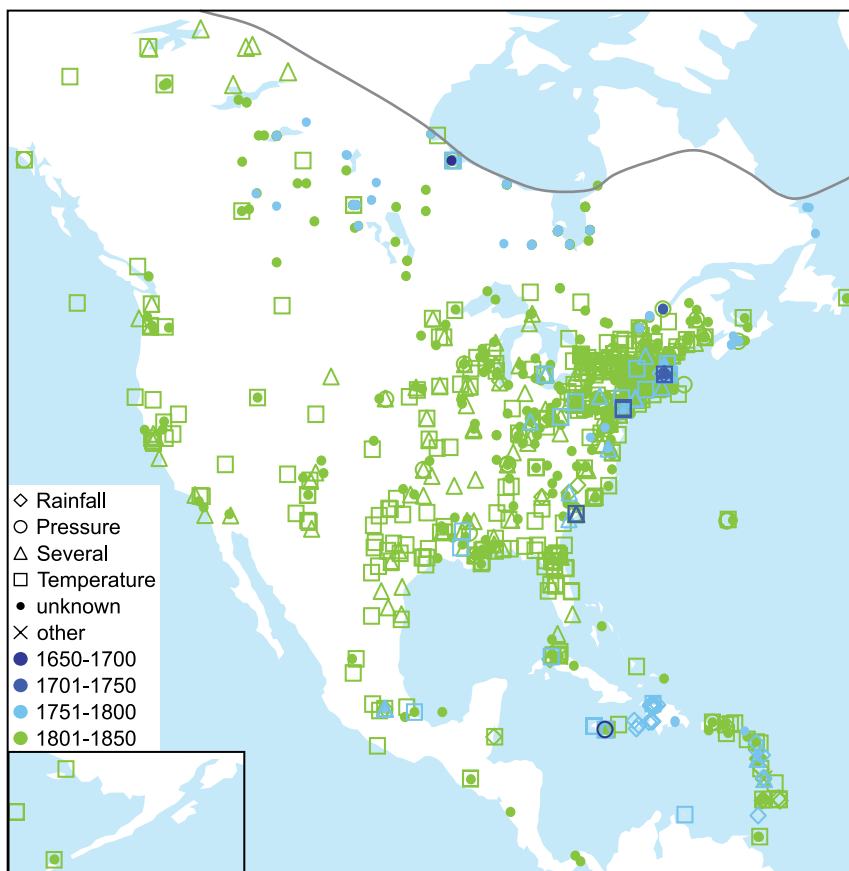 Rainfall
Pressure
Several
Temperature
unknown
other
1650-1700
1701-1750
1751-1800
1801-1850